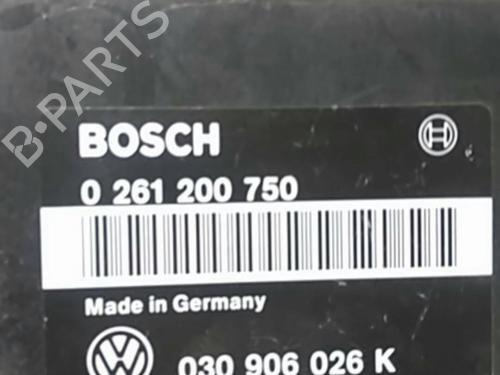 B-PARTS
BOSCH
0 261 200 750
Made in Germany
030 906 026 K